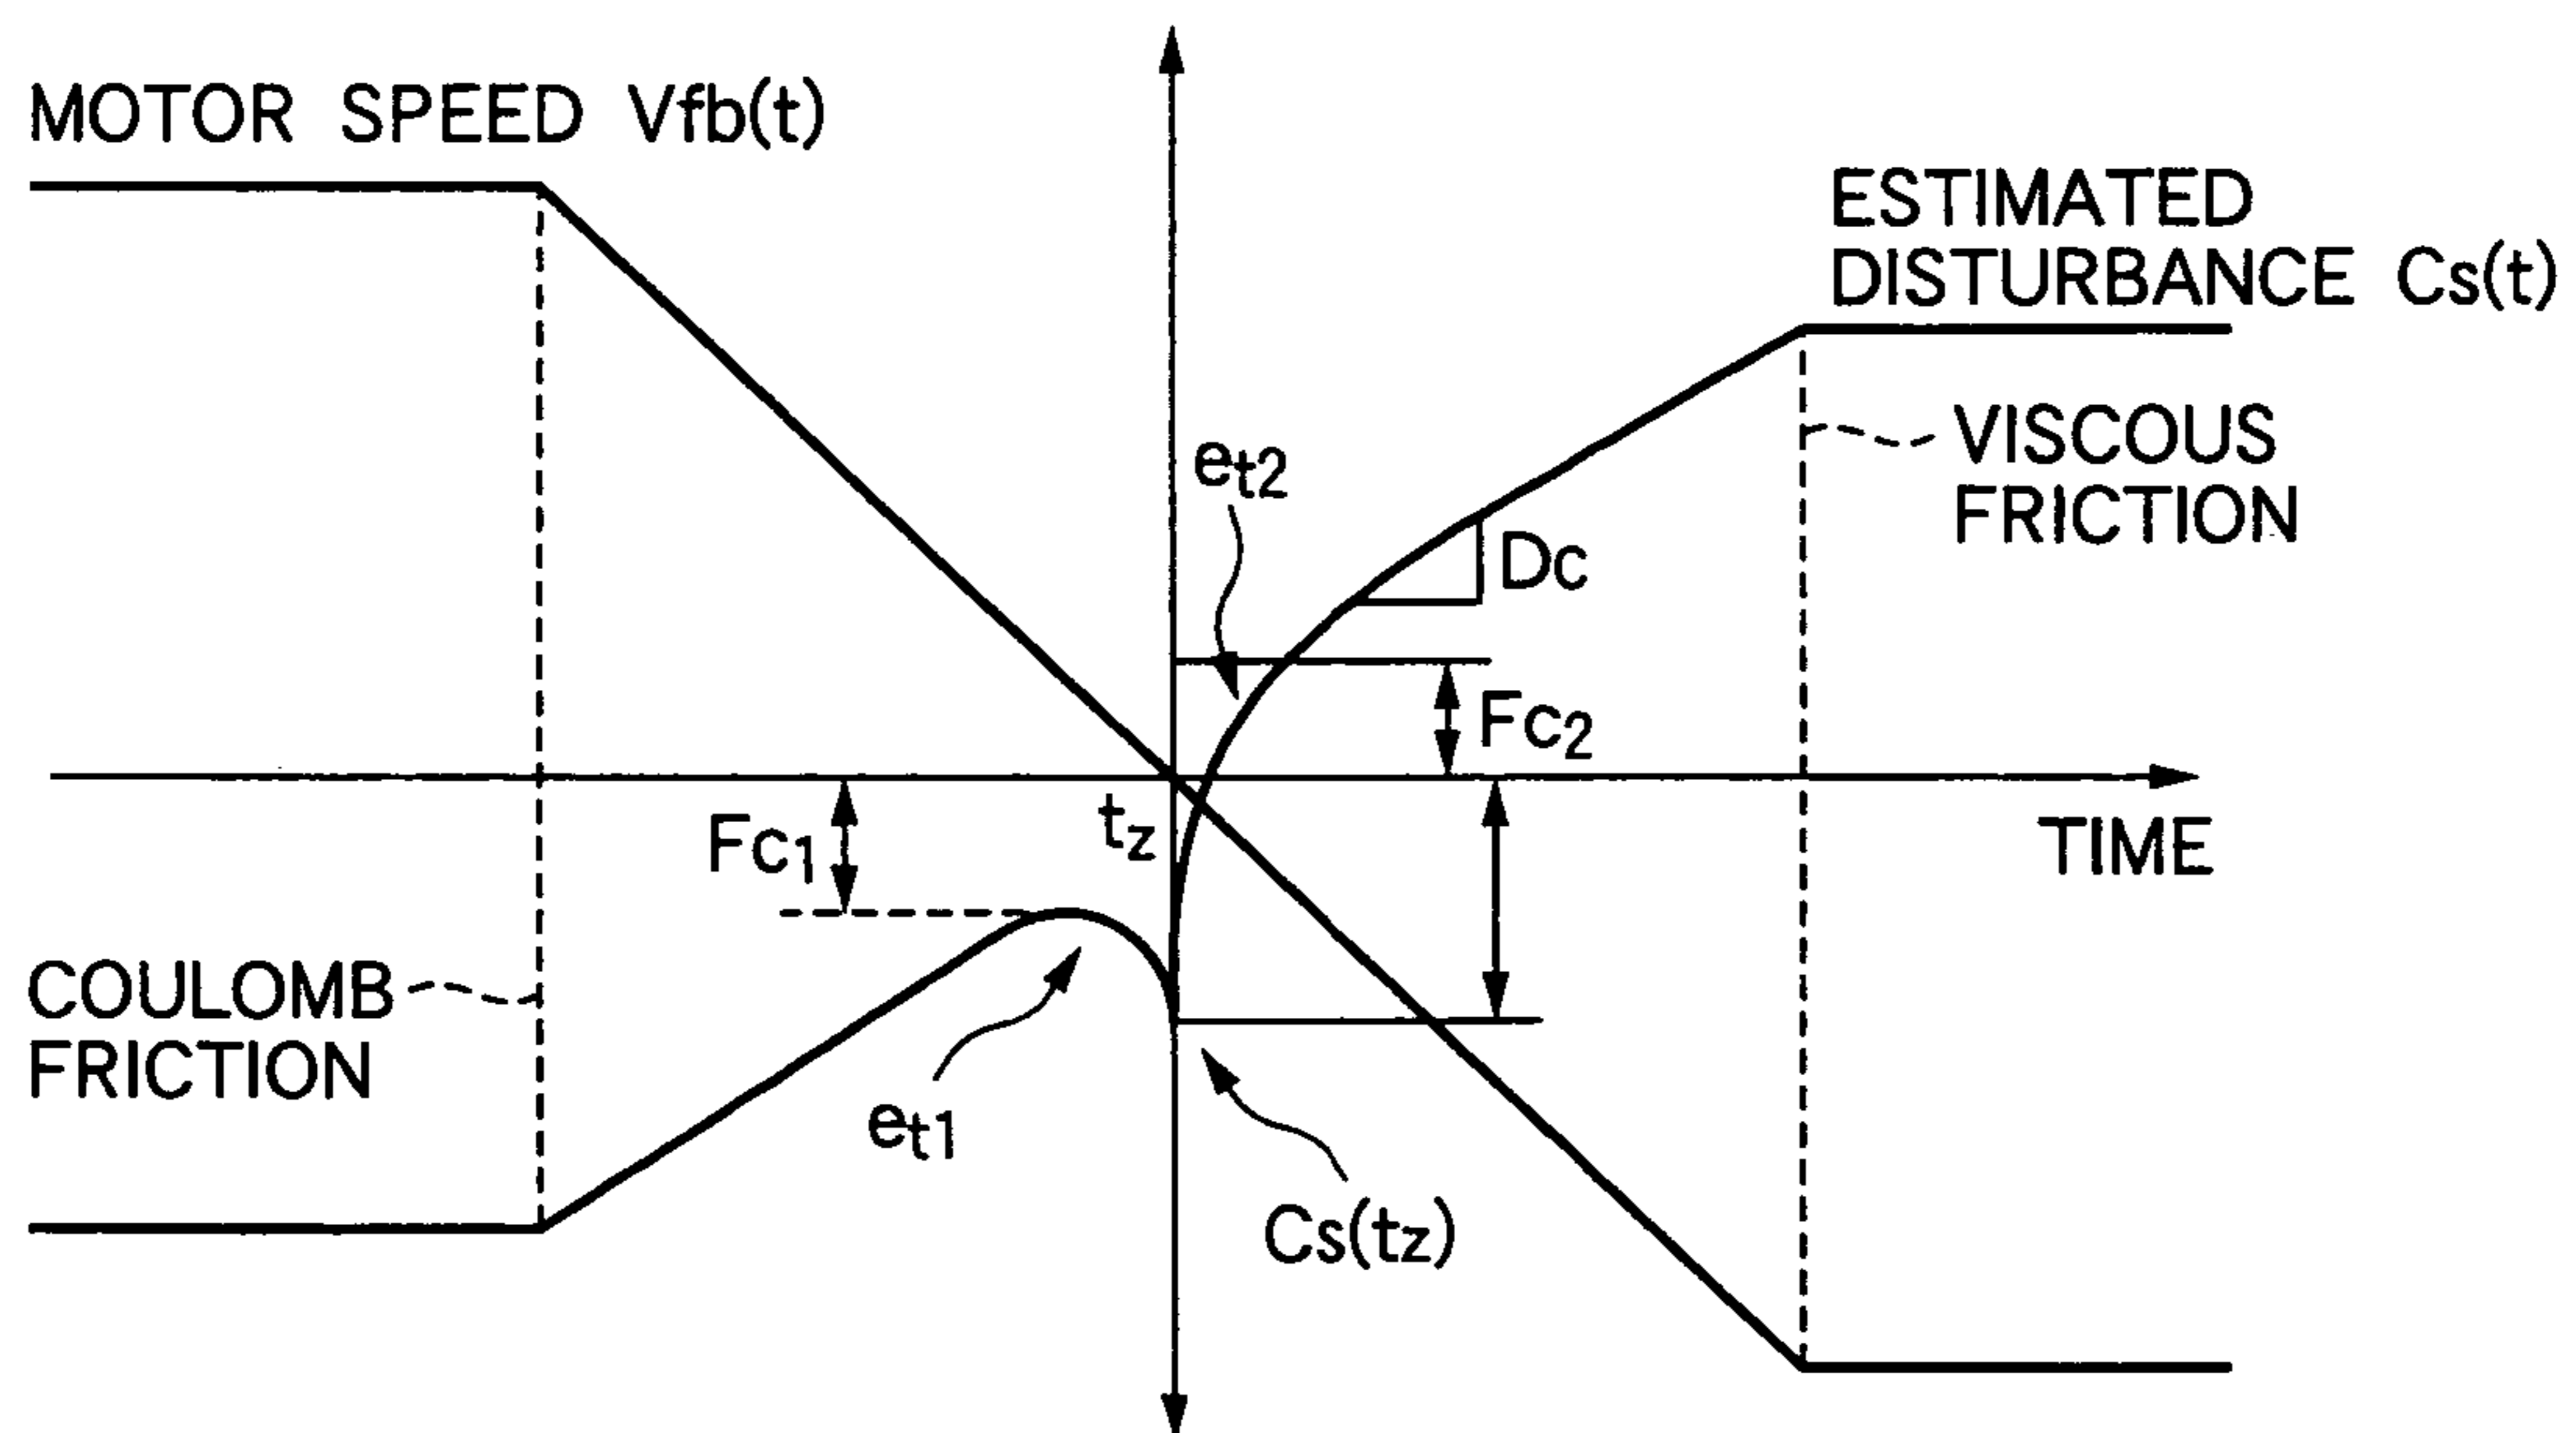 MOTOR SPEED Vfb(t)
ESTIMATED
DISTURBANCE Cs(t)
VISCOUS
FRICTION
et2
Dc
Fc2
Fc1
tz
TIME
COULOMB
FRICTION
et1
Cs(tz)